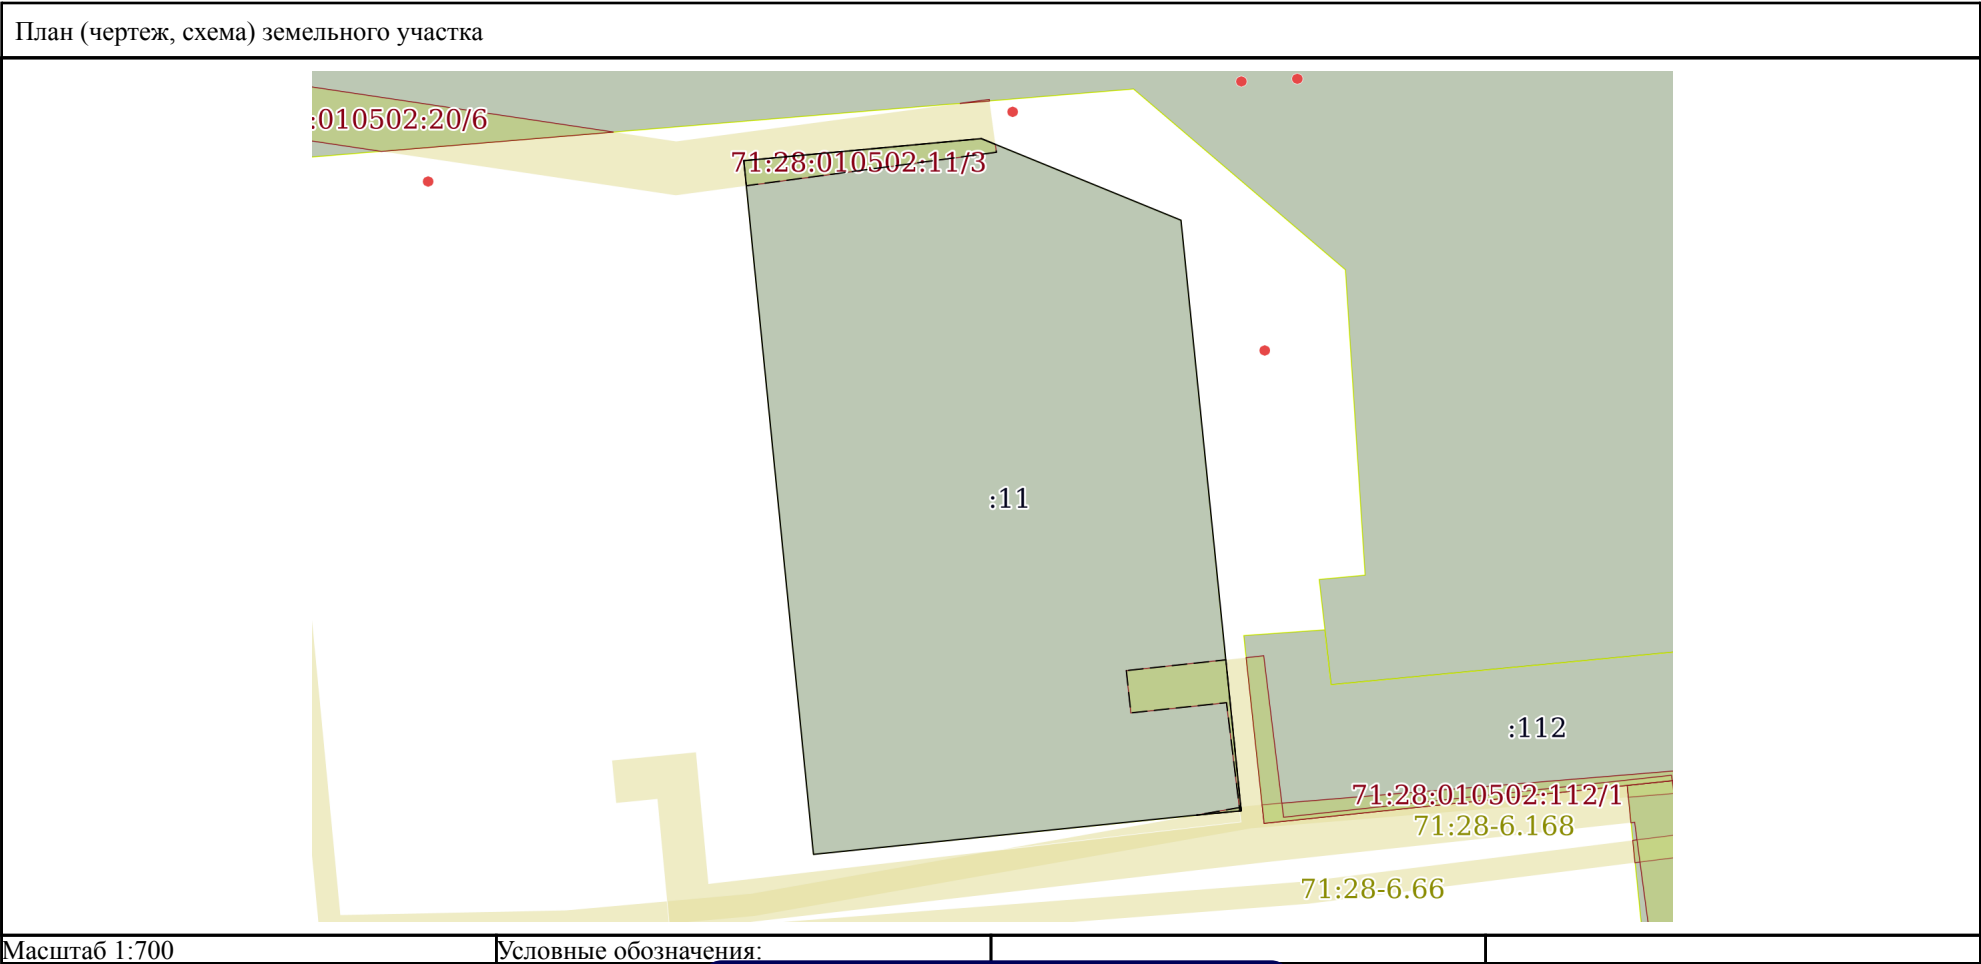 План (чертеж, схема) земельного участка
:010502:20/6
71:28:010502:11/3
:11
:112
71:28:010502:112/1
71:28-6.168
71:28-6.66
Масштаб 1:700
Условные обозначения: